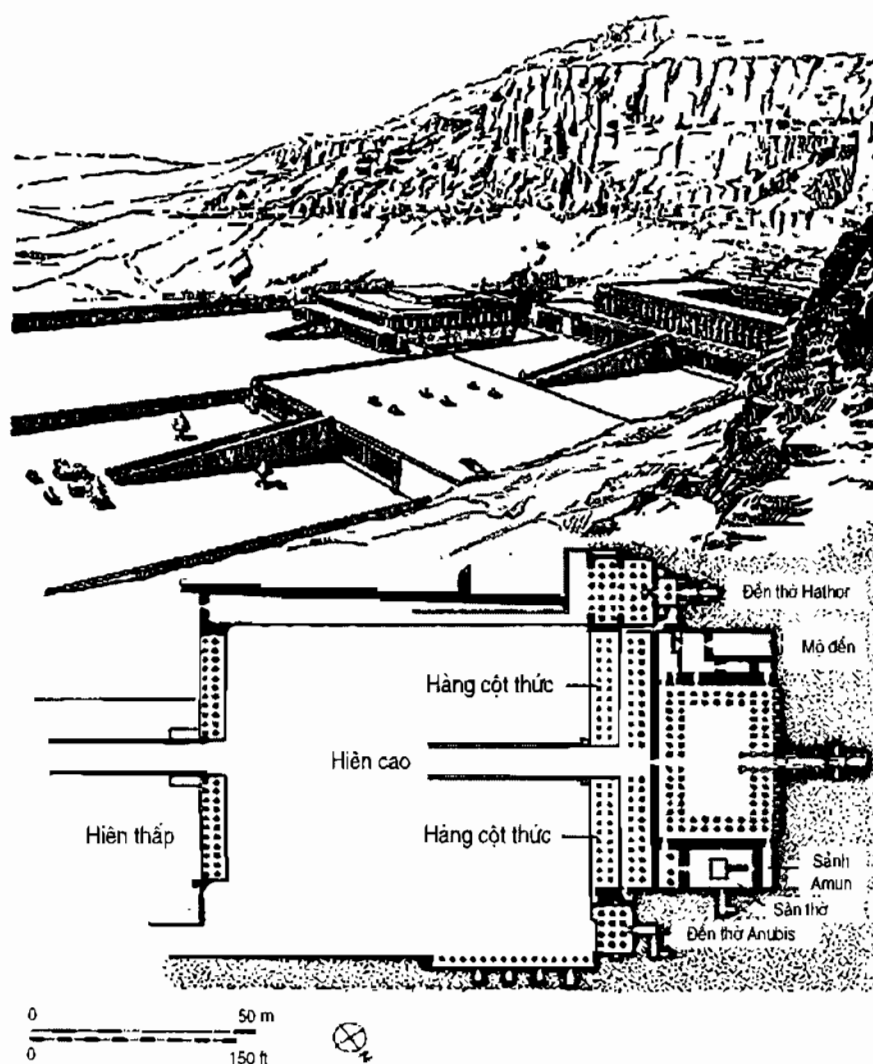 Đền thờ Hathor
Mộ đền
Hàng cột thức
Hiên cao
Hiên thấp
Hàng cột thức
Sảnh
Amun
Sân thờ
Đền thờ Anubis
0 50 m
0 150 ft
N